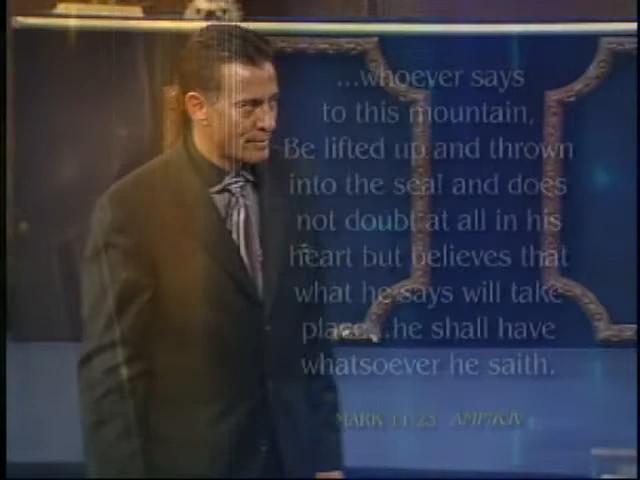 ...whoever says
to this mountain,
Be lifted up and thrown
into the sea! and does
not doubt at all in his
heart but believes that
what he says will take
place...he shall have
whatsoever he saith.
MARK 11:23 AMP/KJV